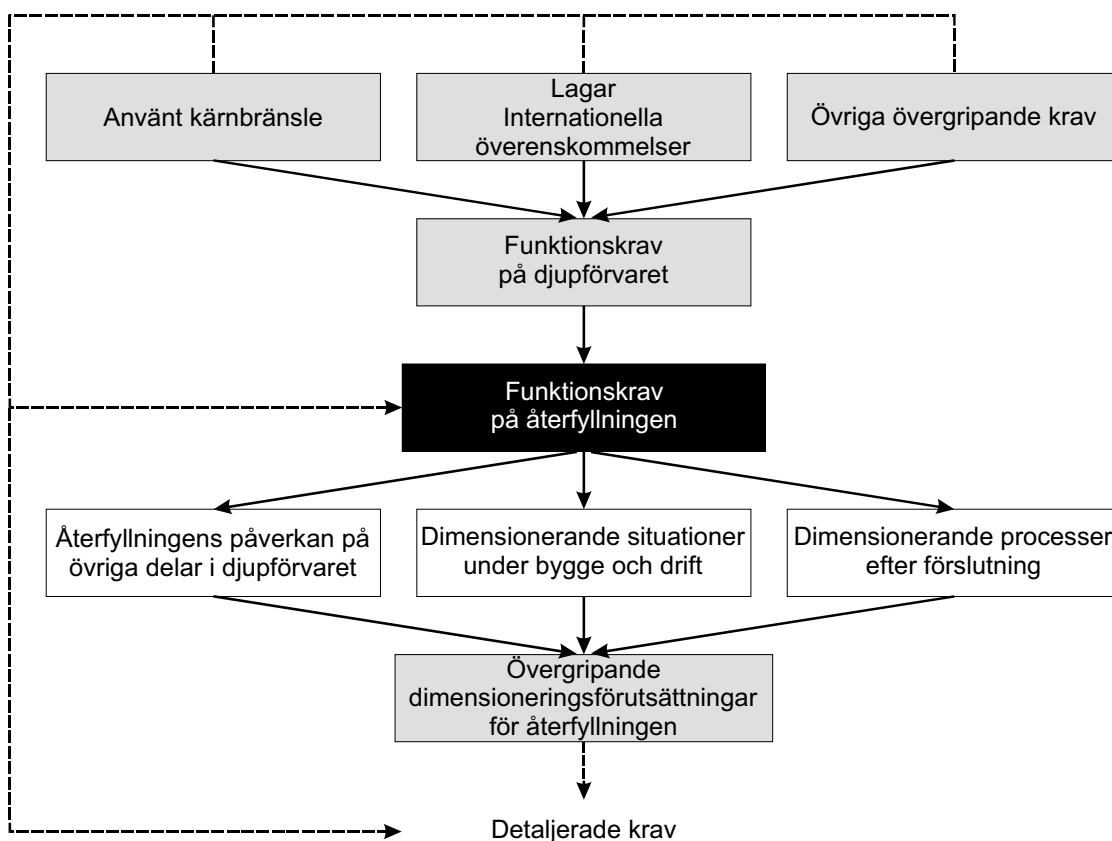 Använt kärnbränsle
Lagar
Internationella
överenskommelser
Övriga övergripande krav
Funktionskrav
på djupförvaret
Funktionskrav
på återfyllningen
Återfyllningens påverkan på
övriga delar i djupförvaret
Dimensionerande situationer
under bygge och drift
Dimensionerande processer
efter förslutning
Övergripande
dimensioneringsförutsättningar
för återfyllningen
Detaljerade krav